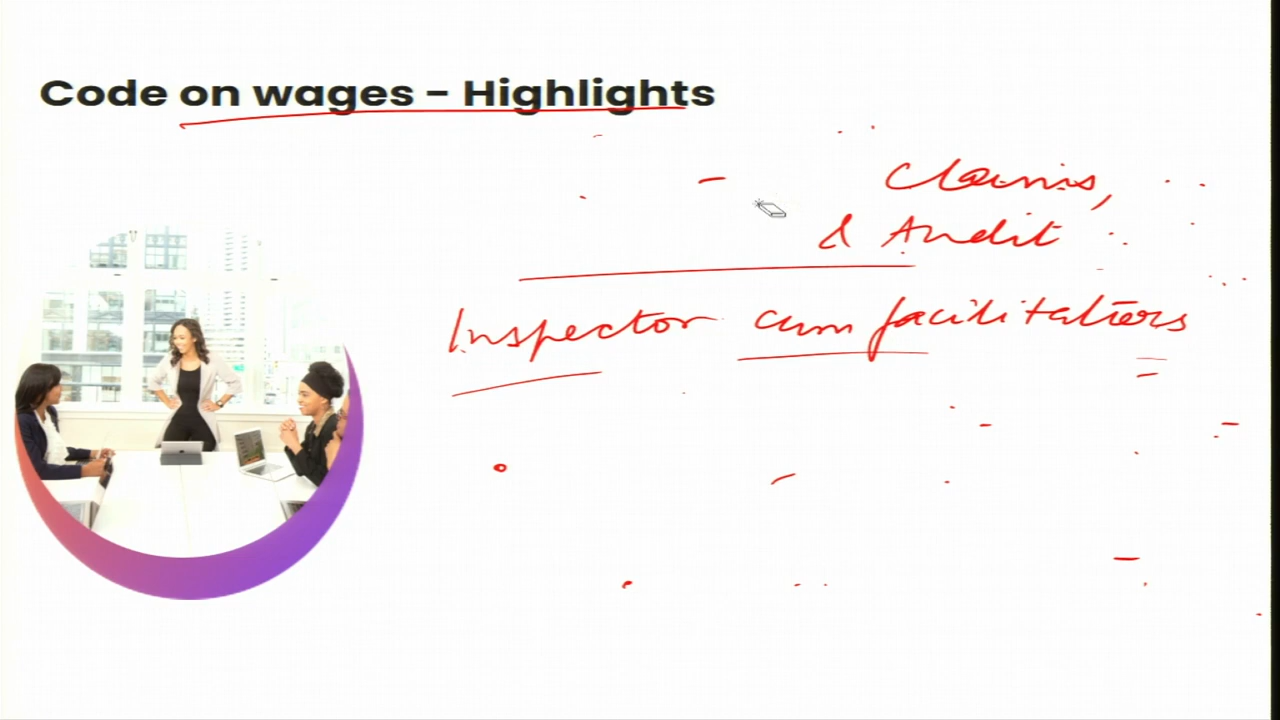 Code on wages - Highlights
Claims,
& Audit
Inspector cum facilitators